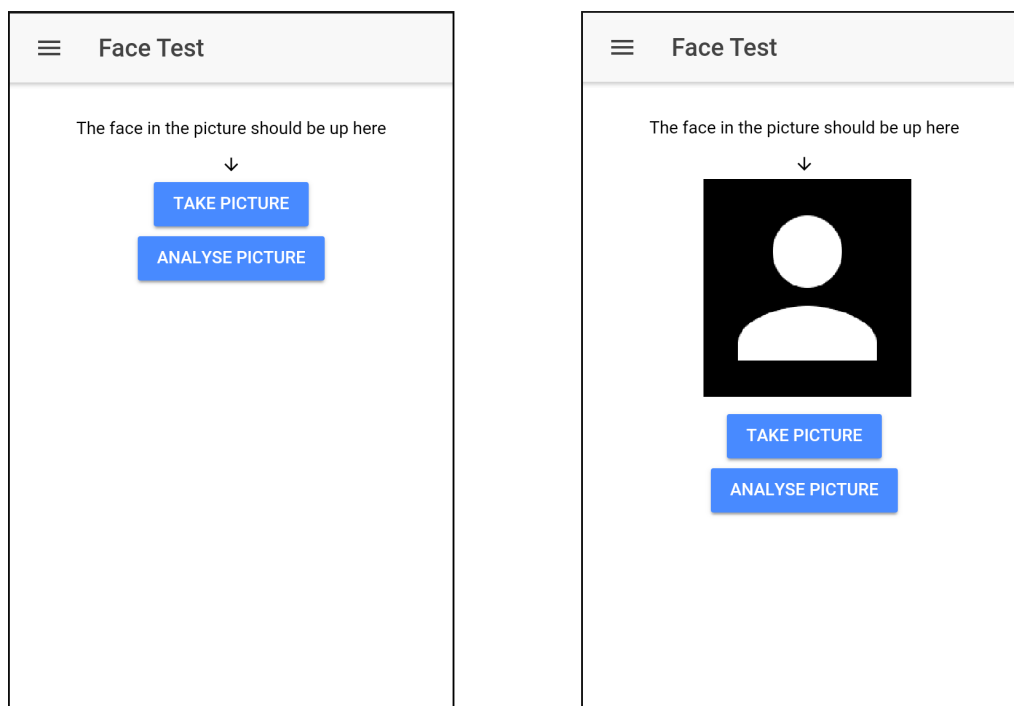 Face Test
The face in the picture should be up here
TAKE PICTURE
ANALYSE PICTURE
Face Test
The face in the picture should be up here
TAKE PICTURE
ANALYSE PICTURE